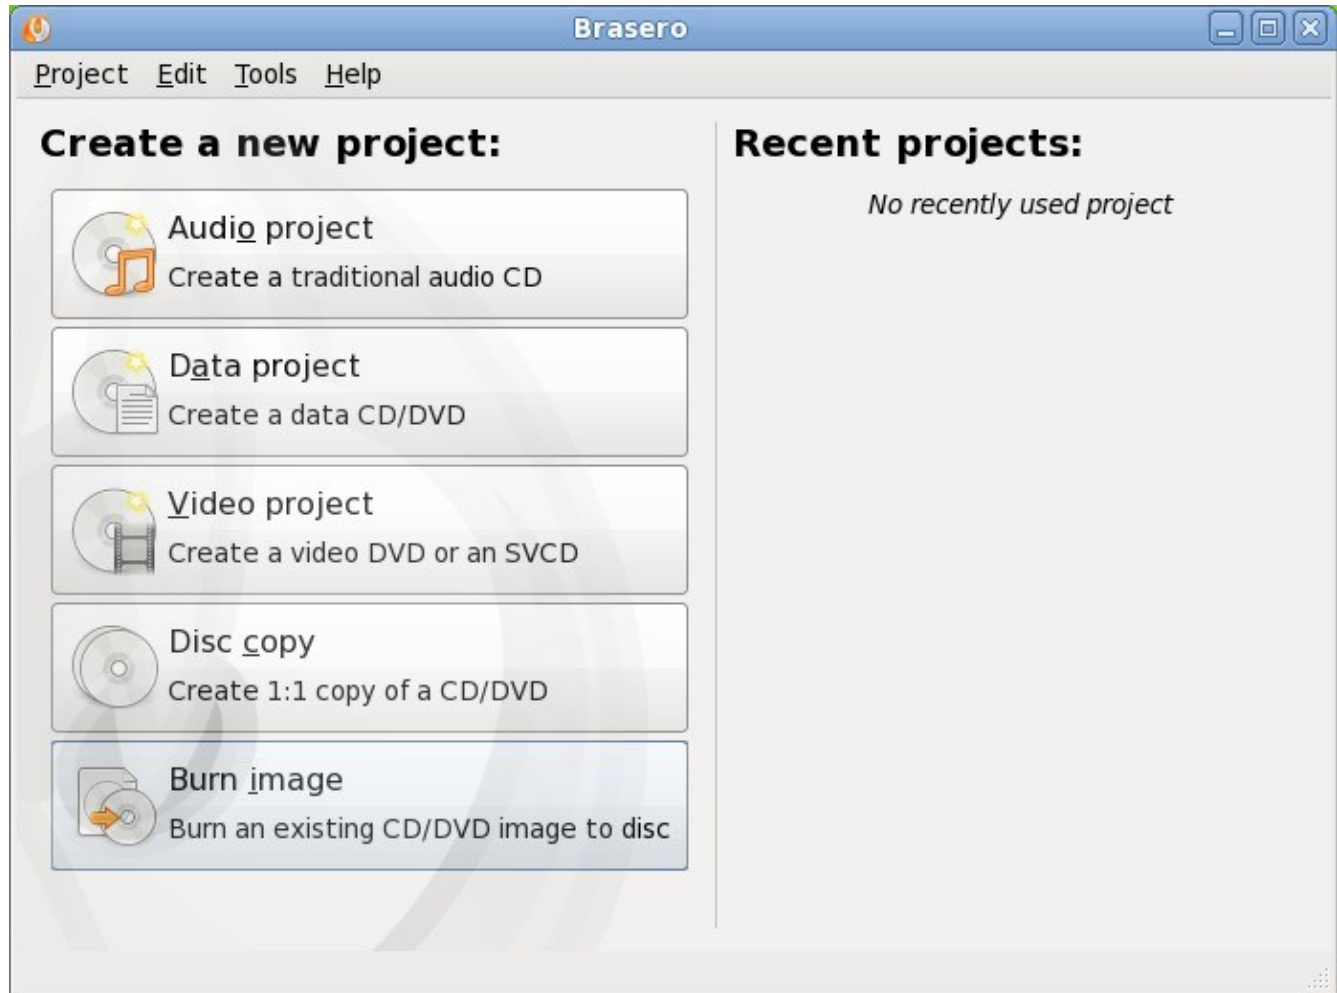 Brasero
Project Edit Tools Help
Create a new project:
Audio project
Create a traditional audio CD
Data project
Create a data CD/DVD
Video project
Create a video DVD or an SVCD
Disc copy
Create 1:1 copy of a CD/DVD
Burn image
Burn an existing CD/DVD image to disc
Recent projects:
No recently used project